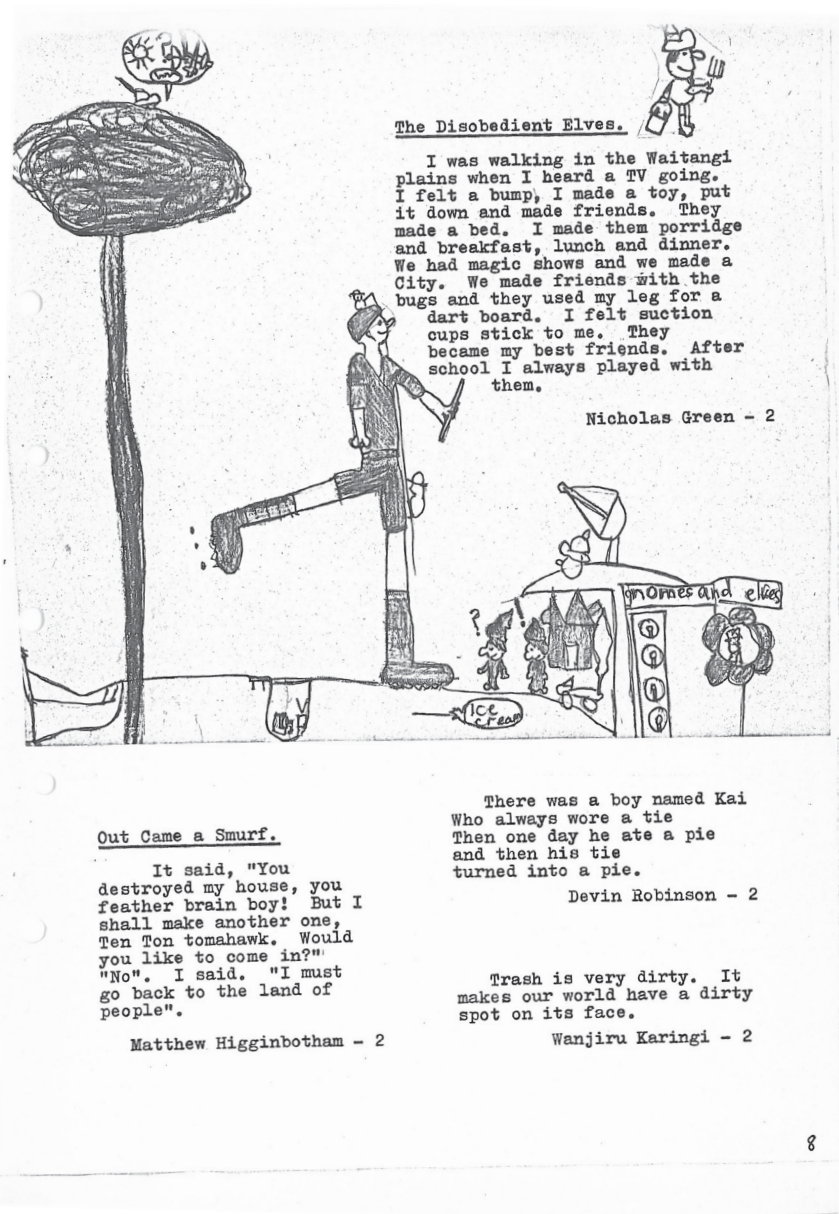 The Disobedient Elves.
I was walking in the Waitangi
plains when I heard a TV going.
I felt a bump, I made a toy, put
it down and made friends. They
made a bed. I made them porridge
and breakfast, lunch and dinner.
We had magic shows and we made a
City. We made friends with the
bugs and they used my leg for a
dart board. I felt suction
cups stick to me. They
became my best friends. After
school I always played with
them.
Nicholas Green - 2
gnomes and elves
? !
Ice
cream
Out Came a Smurf.
It said, "You
destroyed my house, you
feather brain boy! But I
shall make another one,
Ten Ton tomahawk. Would
you like to come in?"
"No". I said. "I must
go back to the land of
people".
Matthew Higginbotham - 2
There was a boy named Kai
Who always wore a tie
Then one day he ate a pie
and then his tie
turned into a pie.
Devin Robinson - 2
Trash is very dirty. It
makes our world have a dirty
spot on its face.
Wanjiru Karingi - 2
8